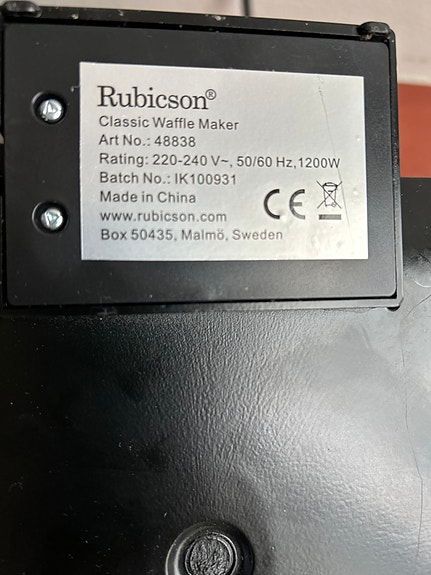 Rubicson®
Classic Waffle Maker
Art No.: 48838
Rating: 220-240 V~, 50/60 Hz, 1200W
Batch No.: IK100931
Made in China
www.rubicson.com
Box 50435, Malmö, Sweden
CE